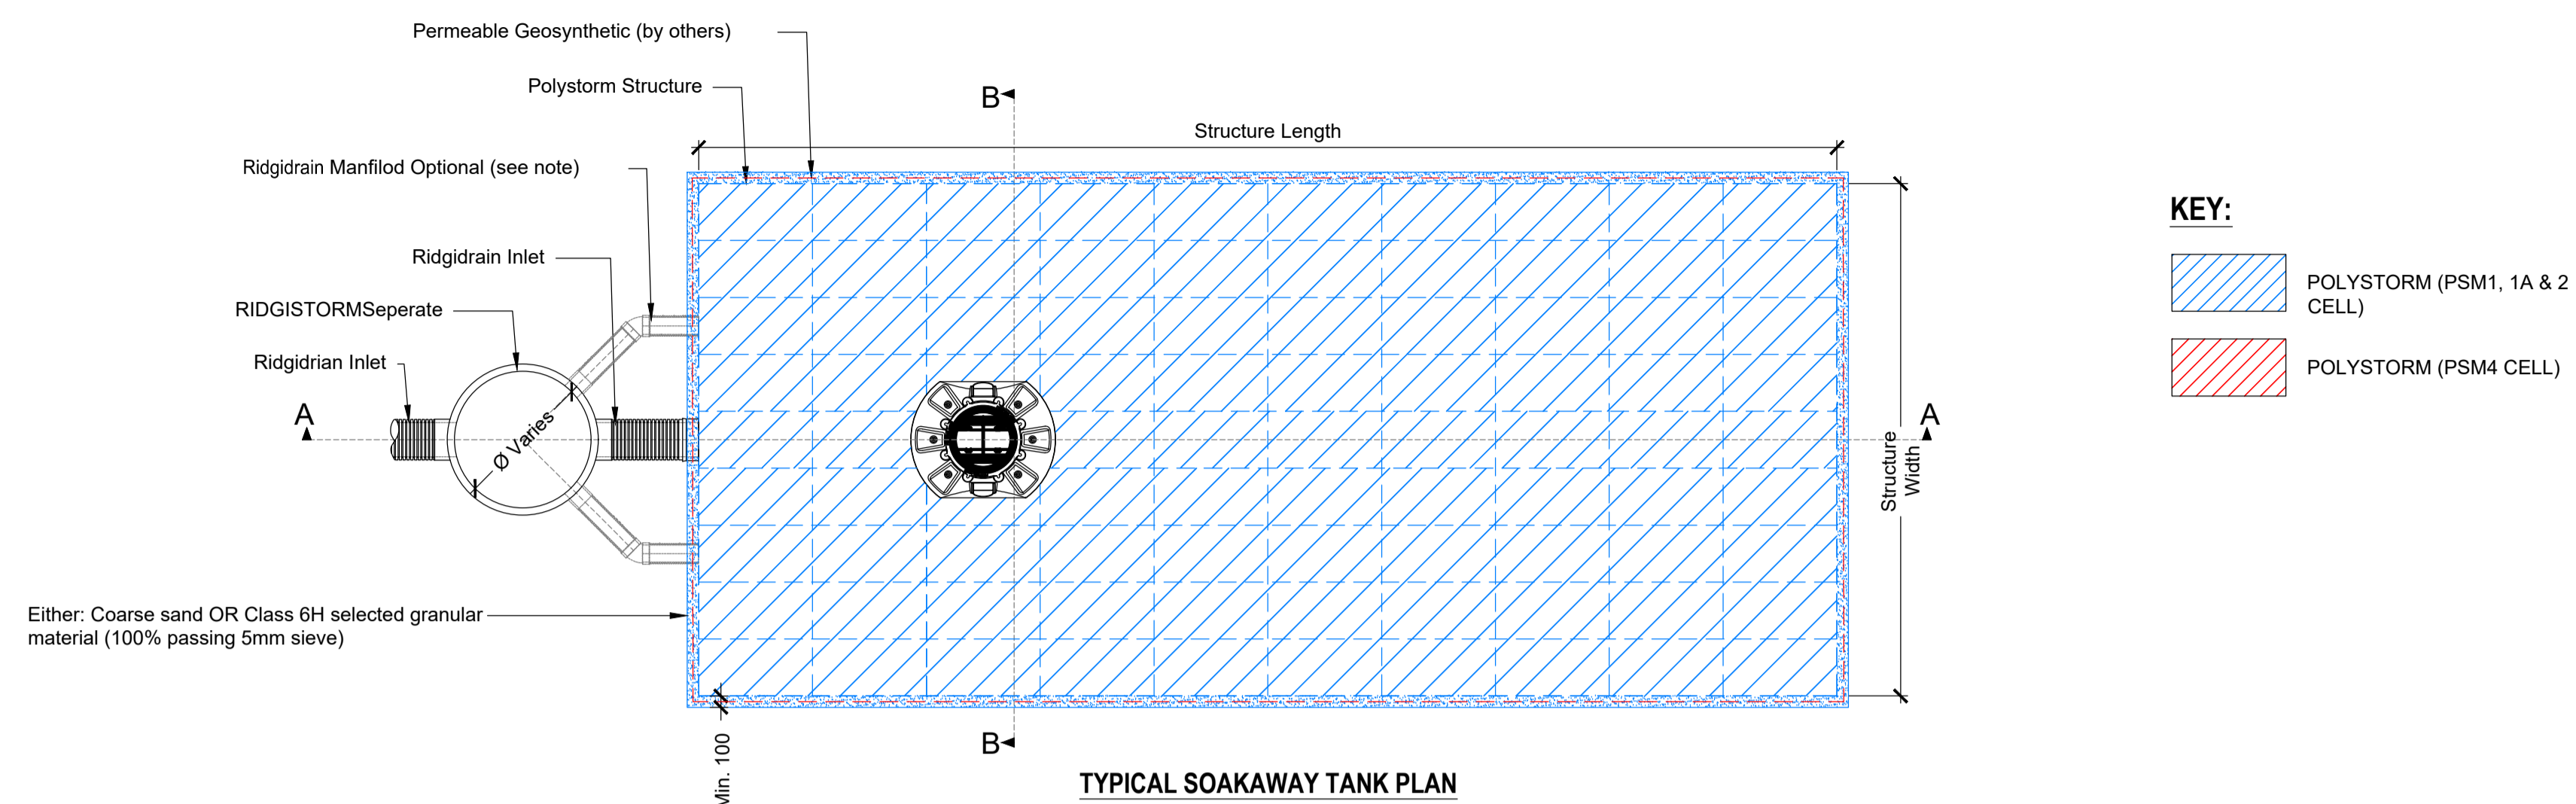 Permeable Geosynthetic (by others)
Polystorm Structure
B
Structure Length
Ridgidrain Manfilod Optional (see note)
KEY:
Ridgidrain Inlet
POLYSTORM (PSM1, 1A & 2
CELL)
RIDGISTORMSeperate
Ridgidrian Inlet
POLYSTORM (PSM4 CELL)
A
A
Ø Varies
Structure
Width
Either: Coarse sand OR Class 6H selected granular
material (100% passing 5mm sieve)
B
Min. 100
TYPICAL SOAKAWAY TANK PLAN